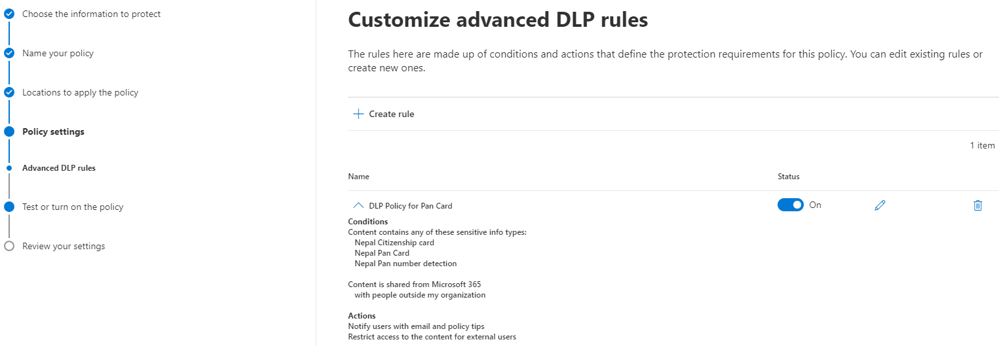 Choose the information to protect
Name your policy
Locations to apply the policy
Policy settings
Advanced DLP rules
Test or turn on the policy
Review your settings
Customize advanced DLP rules
The rules here are made up of conditions and actions that define the protection requirements for this policy. You can edit existing rules or
create new ones.
Create rule
1 item
Name Status
DLP Policy for Pan Card On
Conditions
Content contains any of these sensitive info types:
Nepal Citizenship card
Nepal Pan Card
Nepal Pan number detection
Content is shared from Microsoft 365
with people outside my organization
Actions
Notify users with email and policy tips
Restrict access to the content for external users